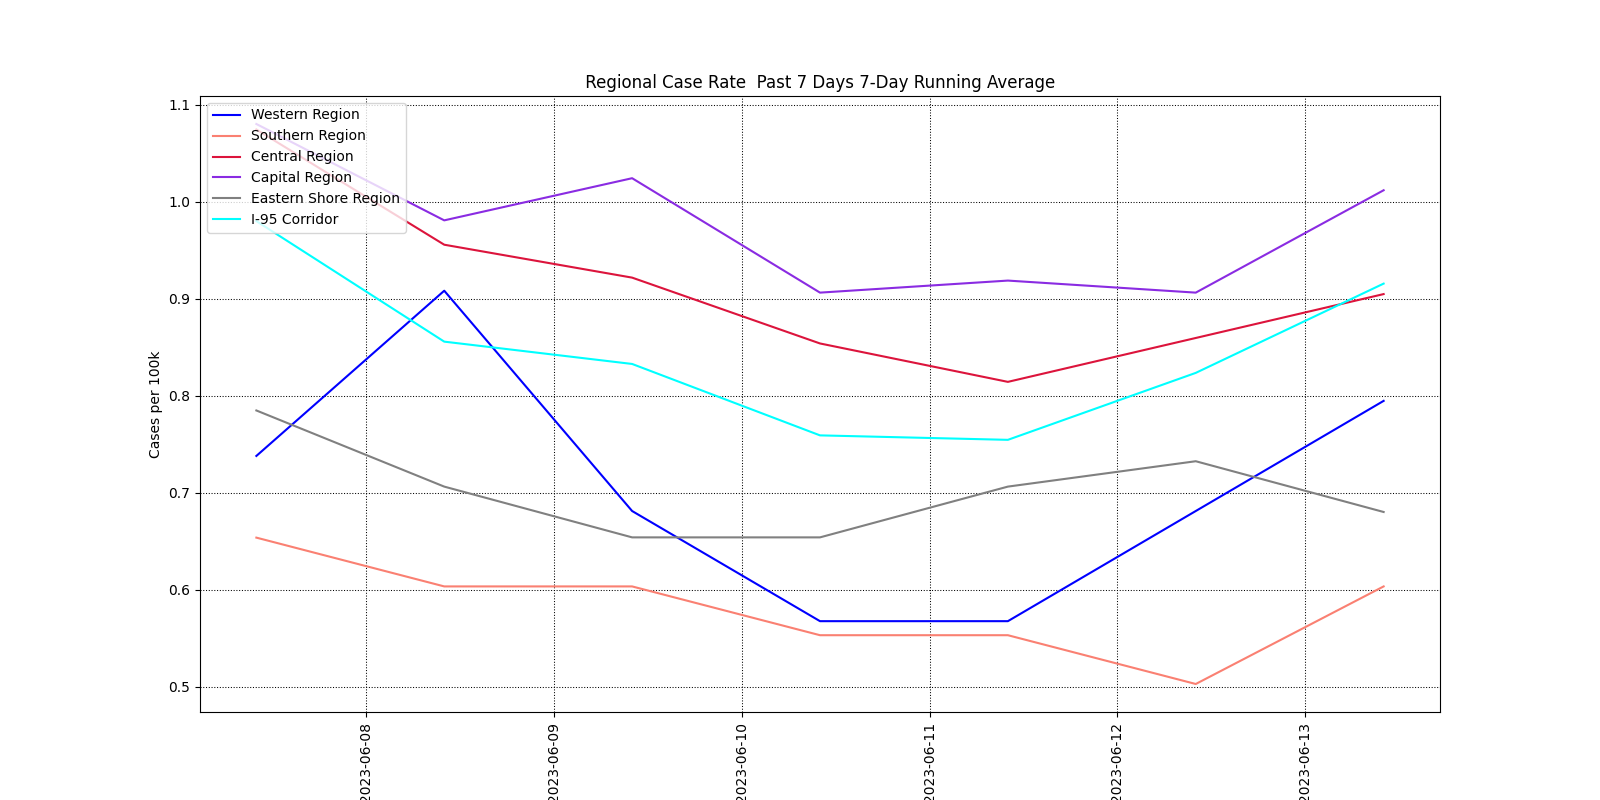 Regional Case Rate  Past 7 Days 7-Day Running Average
Cases per 100k
1.1
1.0
0.9
0.8
0.7
0.6
0.5
Western Region
Southern Region
Central Region
Capital Region
Eastern Shore Region
I-95 Corridor
2023-06-08
2023-06-09
2023-06-10
2023-06-11
2023-06-12
2023-06-13